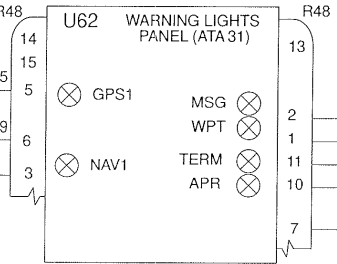 R48
U62
WARNING LIGHTS
PANEL (ATA 31)
R48
14
13
15
5
5
GPS1
MSG
2
9
WPT
6
1
NAV1
TERM
11
3
APR
10
7